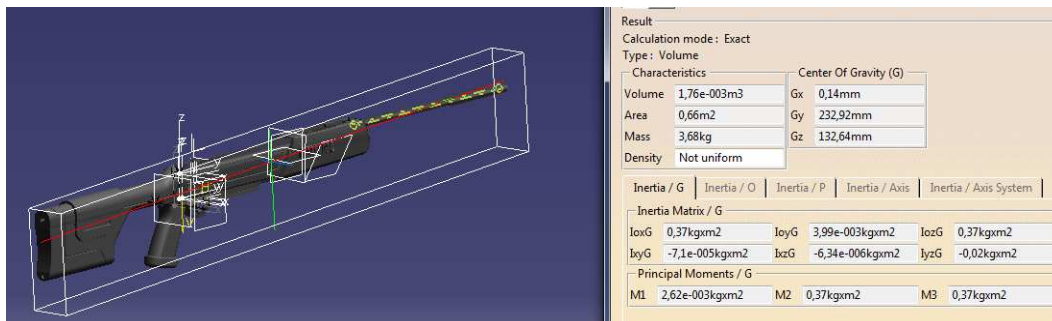 Result
Calculation mode : Exact
Type : Volume
Characteristics Center Of Gravity (G)
Volume 1,76e-003m3 Gx 0,14mm
Area 0,66m2 Gy 232,92mm
Mass 3,68kg Gz 132,64mm
Density Not uniform
Inertia / G Inertia / O Inertia / P Inertia / Axis Inertia / Axis System
Inertia Matrix / G
IoxG 0,37kgxm2 IoyG 3,99e-003kgxm2 IozG 0,37kgxm2
IxyG -7,1e-005kgxm2 IxzG -6,34e-006kgxm2 IyzG -0,02kgxm2
Principal Moments / G
M1 2,62e-003kgxm2 M2 0,37kgxm2 M3 0,37kgxm2
z